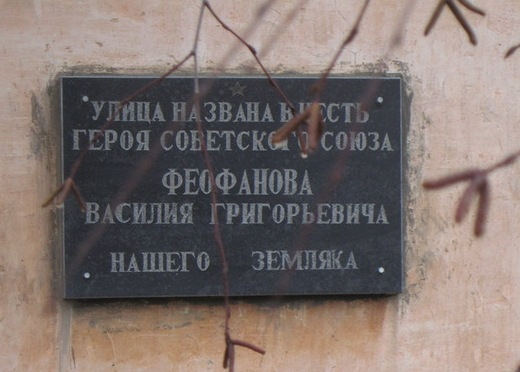 УЛИЦА НАЗВАНА В ЧЕСТЬ
ГЕРОЯ СОВЕТСКОГО СОЮЗА
ФЕОФАНОВА
ВАСИЛИЯ ГРИГОРЬЕВИЧА
НАШЕГО ЗЕМЛЯКА